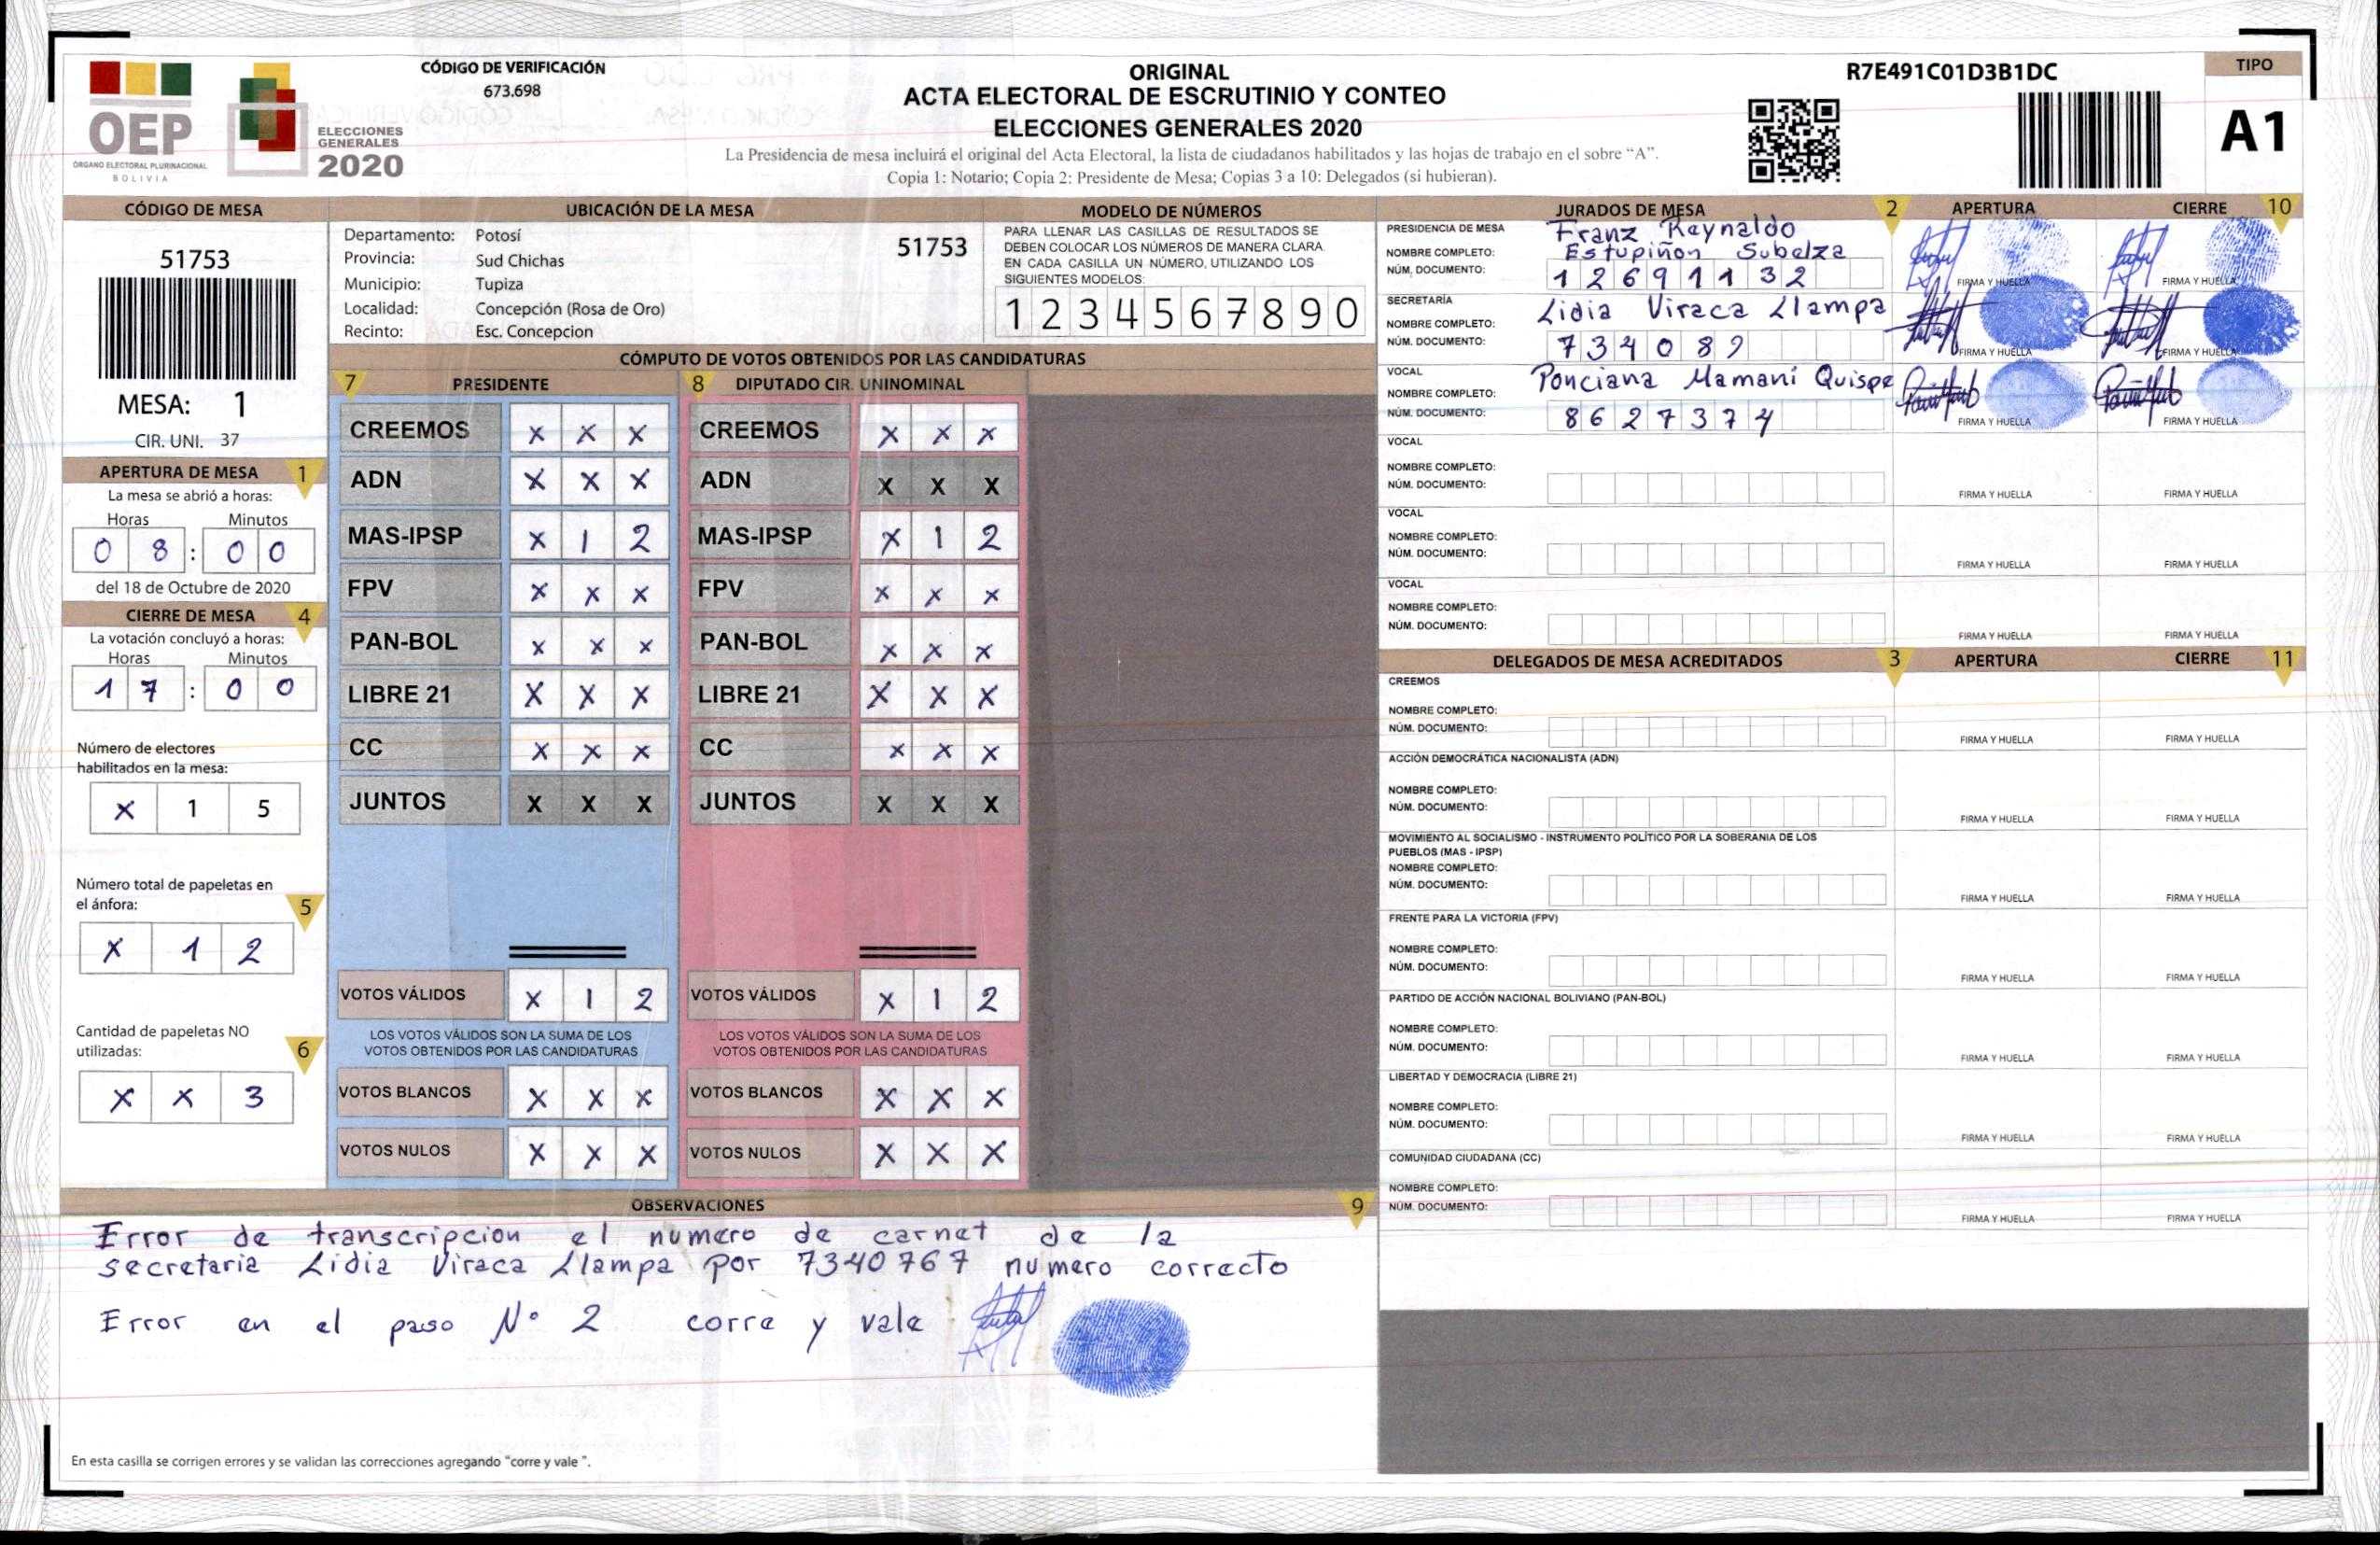 CÓDIGO DE VERIFICACIÓN
673.698
OEP
ÓRGANO ELECTORAL PLURINACIONAL
BOLIVIA
ELECCIONES
GENERALES
2020
ORIGINAL
ACTA ELECTORAL DE ESCRUTINIO Y CONTEO
ELECCIONES GENERALES 2020
La Presidencia de mesa incluirá el original del Acta Electoral, la lista de ciudadanos habilitados y las hojas de trabajo en el sobre “A”.
Copia 1: Notario; Copia 2: Presidente de Mesa; Copias 3 a 10: Delegados (si hubieran).
R7E491C01D3B1DC
TIPO
A1
CÓDIGO DE MESA
51753
MESA: 1
CIR. UNI. 37
APERTURA DE MESA 1
La mesa se abrió a horas:
Horas Minutos
0 8 : 0 0
del 18 de Octubre de 2020
CIERRE DE MESA 4
La votación concluyó a horas:
Horas Minutos
1 7 : 0 0
Número de electores
habilitados en la mesa:
X 1 5
Número total de papeletas en
el ánfora: 5
X 1 2
Cantidad de papeletas NO
utilizadas: 6
X X 3
UBICACIÓN DE LA MESA
Departamento: Potosí 51753
Provincia: Sud Chichas
Municipio: Tupiza
Localidad: Concepción (Rosa de Oro)
Recinto: Esc. Concepcion
MODELO DE NÚMEROS
PARA LLENAR LAS CASILLAS DE RESULTADOS SE
DEBEN COLOCAR LOS NÚMEROS DE MANERA CLARA.
EN CADA CASILLA UN NÚMERO, UTILIZANDO LOS
SIGUIENTES MODELOS:
1 2 3 4 5 6 7 8 9 0
CÓMPUTO DE VOTOS OBTENIDOS POR LAS CANDIDATURAS
7 PRESIDENTE
CREEMOS X X X
ADN X X X
MAS-IPSP X 1 2
FPV X X X
PAN-BOL X X X
LIBRE 21 X X X
CC X X X
JUNTOS X X X
VOTOS VÁLIDOS X 1 2
LOS VOTOS VÁLIDOS SON LA SUMA DE LOS
VOTOS OBTENIDOS POR LAS CANDIDATURAS
VOTOS BLANCOS X X X
VOTOS NULOS X X X
8 DIPUTADO CIR. UNINOMINAL
CREEMOS X X X
ADN X X X
MAS-IPSP X 1 2
FPV X X X
PAN-BOL X X X
LIBRE 21 X X X
CC X X X
JUNTOS X X X
VOTOS VÁLIDOS X 1 2
LOS VOTOS VÁLIDOS SON LA SUMA DE LOS
VOTOS OBTENIDOS POR LAS CANDIDATURAS
VOTOS BLANCOS X X X
VOTOS NULOS X X X
OBSERVACIONES 9
Error de transcripcion el numero de carnet de la
secretaria Lidia Viraca Llampa por 7340767 numero correcto
Error en el paso Nº 2 corre y vale
En esta casilla se corrigen errores y se validan las correcciones agregando "corre y vale ".
JURADOS DE MESA 2 APERTURA CIERRE 10
PRESIDENCIA DE MESA Franz Reynaldo
NOMBRE COMPLETO: Estupiñon Subelza
NÚM. DOCUMENTO: 1 2 6 9 1 1 3 2
FIRMA Y HUELLA FIRMA Y HUELLA
SECRETARÍA
NOMBRE COMPLETO: Lidia Viraca Llampa
NÚM. DOCUMENTO: 7 3 4 0 8 9
FIRMA Y HUELLA FIRMA Y HUELLA
VOCAL
NOMBRE COMPLETO: Ponciana Mamani Quispe
NÚM. DOCUMENTO: 8 6 2 7 3 7 4
FIRMA Y HUELLA FIRMA Y HUELLA
VOCAL
NOMBRE COMPLETO:
NÚM. DOCUMENTO:
FIRMA Y HUELLA FIRMA Y HUELLA
VOCAL
NOMBRE COMPLETO:
NÚM. DOCUMENTO:
FIRMA Y HUELLA FIRMA Y HUELLA
VOCAL
NOMBRE COMPLETO:
NÚM. DOCUMENTO:
FIRMA Y HUELLA FIRMA Y HUELLA
DELEGADOS DE MESA ACREDITADOS 3 APERTURA CIERRE 11
CREEMOS
NOMBRE COMPLETO:
NÚM. DOCUMENTO:
FIRMA Y HUELLA FIRMA Y HUELLA
ACCIÓN DEMOCRÁTICA NACIONALISTA (ADN)
NOMBRE COMPLETO:
NÚM. DOCUMENTO:
FIRMA Y HUELLA FIRMA Y HUELLA
MOVIMIENTO AL SOCIALISMO - INSTRUMENTO POLÍTICO POR LA SOBERANIA DE LOS
PUEBLOS (MAS - IPSP)
NOMBRE COMPLETO:
NÚM. DOCUMENTO:
FIRMA Y HUELLA FIRMA Y HUELLA
FRENTE PARA LA VICTORIA (FPV)
NOMBRE COMPLETO:
NÚM. DOCUMENTO:
FIRMA Y HUELLA FIRMA Y HUELLA
PARTIDO DE ACCIÓN NACIONAL BOLIVIANO (PAN-BOL)
NOMBRE COMPLETO:
NÚM. DOCUMENTO:
FIRMA Y HUELLA FIRMA Y HUELLA
LIBERTAD Y DEMOCRACIA (LIBRE 21)
NOMBRE COMPLETO:
NÚM. DOCUMENTO:
FIRMA Y HUELLA FIRMA Y HUELLA
COMUNIDAD CIUDADANA (CC)
NOMBRE COMPLETO:
NÚM. DOCUMENTO:
FIRMA Y HUELLA FIRMA Y HUELLA